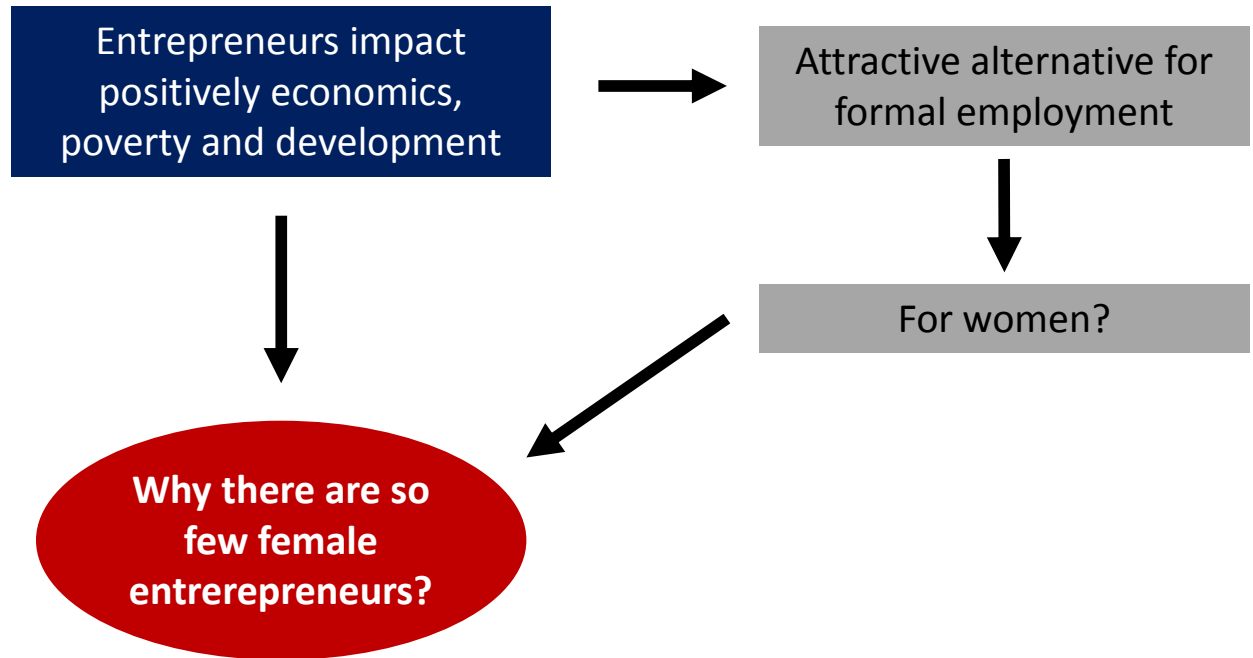 Entrepreneurs impact
positively economics,
poverty and development
Attractive alternative for
formal employment
For women?
Why there are so
few female
entrerepreneurs?